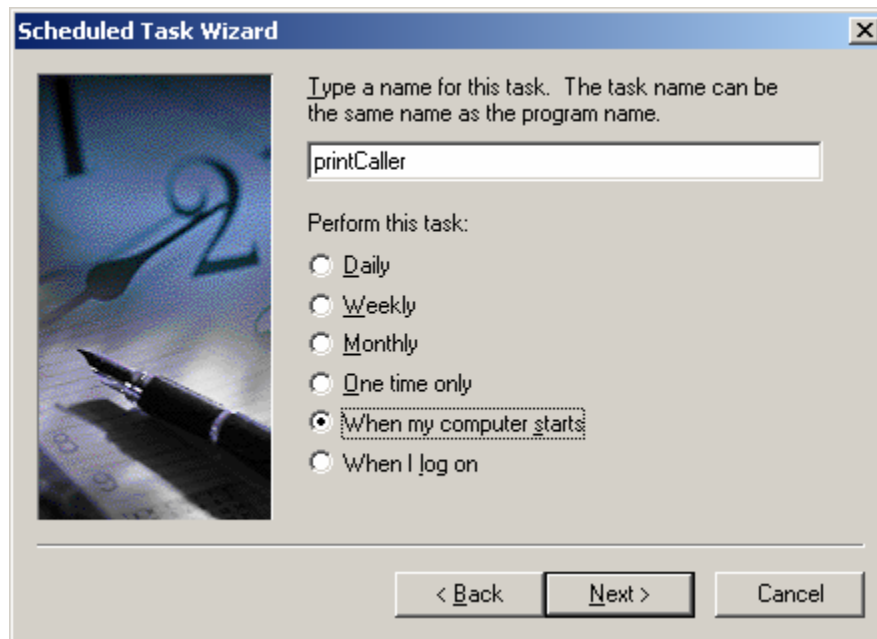 Scheduled Task Wizard
Type a name for this task. The task name can be
the same name as the program name.
printCaller
Perform this task:
Daily
Weekly
Monthly
One time only
When my computer starts
When I log on
< Back Next > Cancel